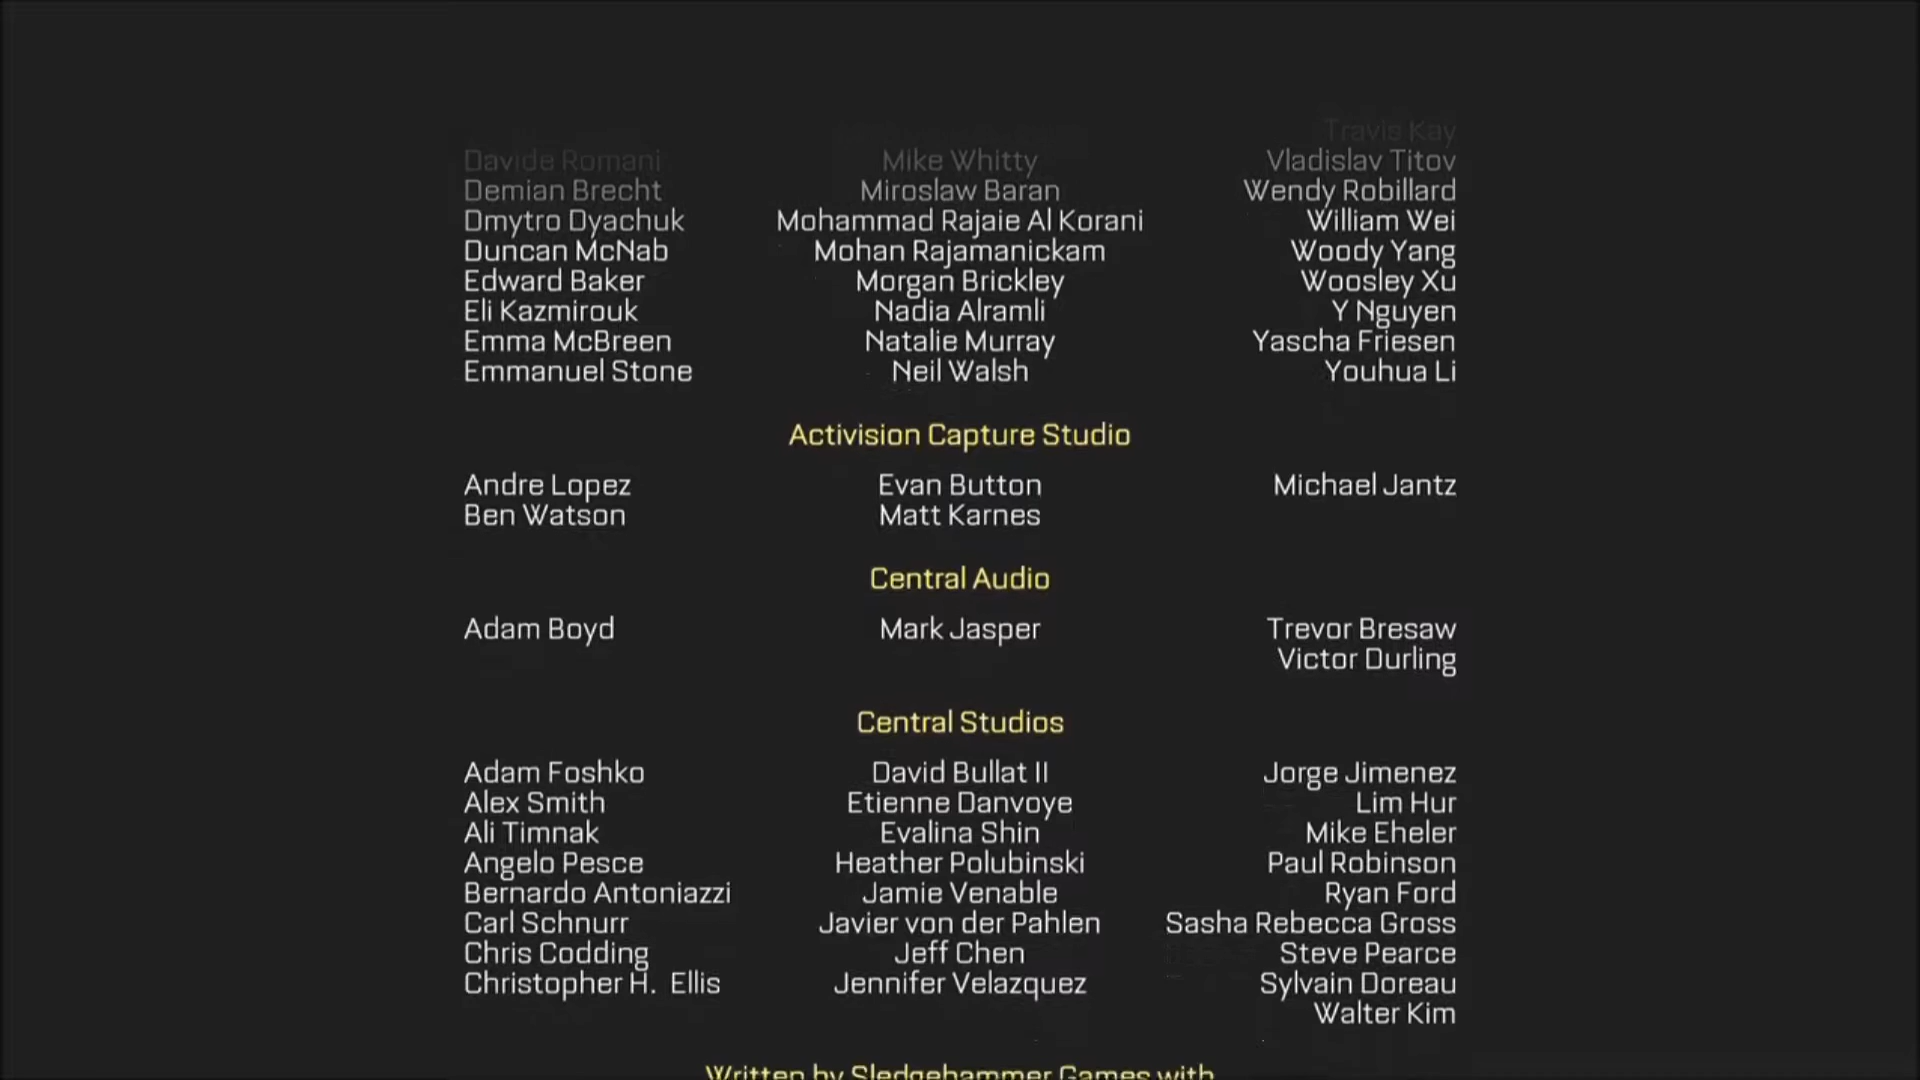 Travis Kay
Davide Romani Mike Whitty Vladislav Titov
Demian Brecht Miroslaw Baran Wendy Robillard
Dmytro Dyachuk Mohammad Rajaie Al Korani William Wei
Duncan McNab Mohan Rajamanickam Woody Yang
Edward Baker Morgan Brickley Woosley Xu
Eli Kazmirouk Nadia Alramli Y Nguyen
Emma McBreen Natalie Murray Yascha Friesen
Emmanuel Stone Neil Walsh Youhua Li
Activision Capture Studio
Andre Lopez Evan Button Michael Jantz
Ben Watson Matt Karnes
Central Audio
Adam Boyd Mark Jasper Trevor Bresaw
Victor Durling
Central Studios
Adam Foshko David Bullat II Jorge Jimenez
Alex Smith Etienne Danvoye Lim Hur
Ali Timnak Evalina Shin Mike Eheler
Angelo Pesce Heather Polubinski Paul Robinson
Bernardo Antoniazzi Jamie Venable Ryan Ford
Carl Schnurr Javier von der Pahlen Sasha Rebecca Gross
Chris Codding Jeff Chen Steve Pearce
Christopher H. Ellis Jennifer Velazquez Sylvain Doreau
Walter Kim
Written by Sledgehammer Games with